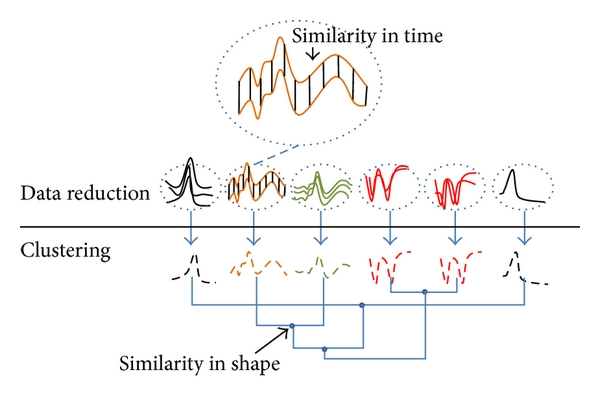 Similarity in time
Data reduction
Clustering
Similarity in shape